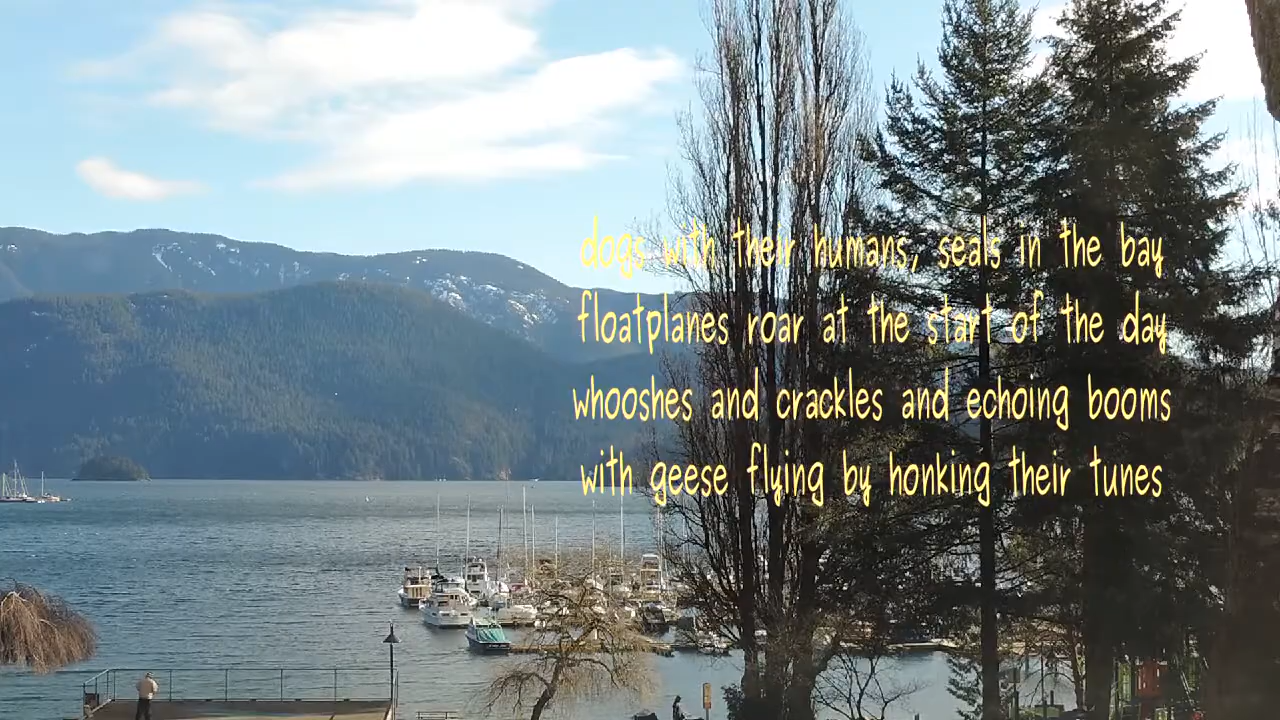 dogs with their humans, seals in the bay
floatplanes roar at the start of the day
whooshes and crackles and echoing booms
with geese flying by honking their tunes